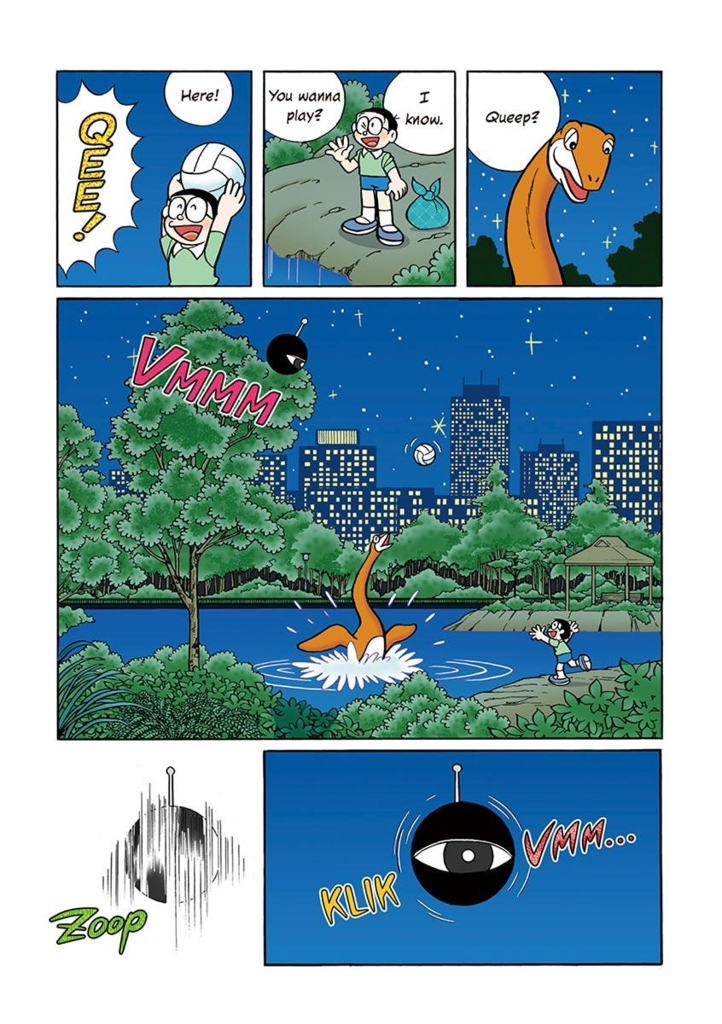 Queep?
I
know.
You wanna
play?
Here!
QEE!
VMMM
VMM...
KLIK
Zoop